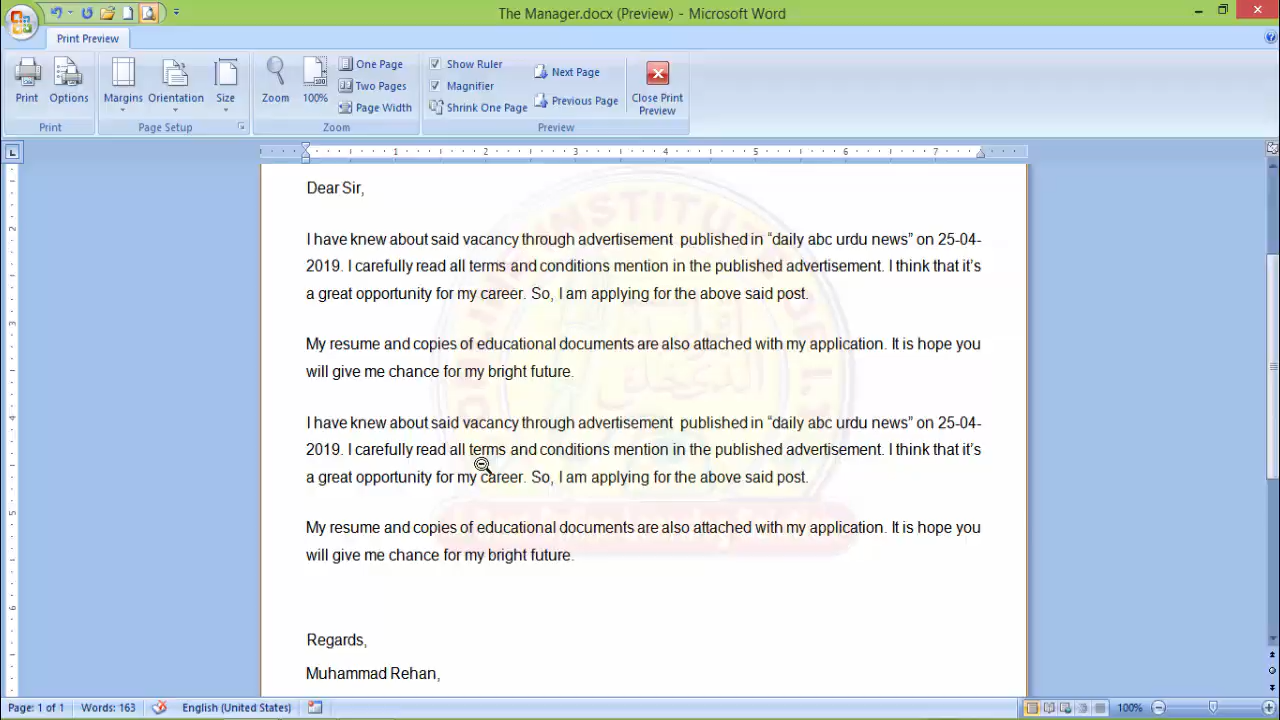 The Manager.docx (Preview) - Microsoft Word
Print Preview
Print
Options
Margins
Orientation
Size
Zoom
100%
One Page
Two Pages
Page Width
Show Ruler
Magnifier
Shrink One Page
Next Page
Previous Page
Close Print
Preview
Print
Page Setup
Zoom
Preview
1 2 3 4 5 6 7
Dear Sir,
I have knew about said vacancy through advertisement published in “daily abc urdu news” on 25-04-
2019. I carefully read all terms and conditions mention in the published advertisement. I think that it’s
a great opportunity for my career. So, I am applying for the above said post.
My resume and copies of educational documents are also attached with my application. It is hope you
will give me chance for my bright future.
I have knew about said vacancy through advertisement published in “daily abc urdu news” on 25-04-
2019. I carefully read all terms and conditions mention in the published advertisement. I think that it’s
a great opportunity for my career. So, I am applying for the above said post.
My resume and copies of educational documents are also attached with my application. It is hope you
will give me chance for my bright future.
Regards,
Muhammad Rehan,
Page: 1 of 1
Words: 163
English (United States)
100%